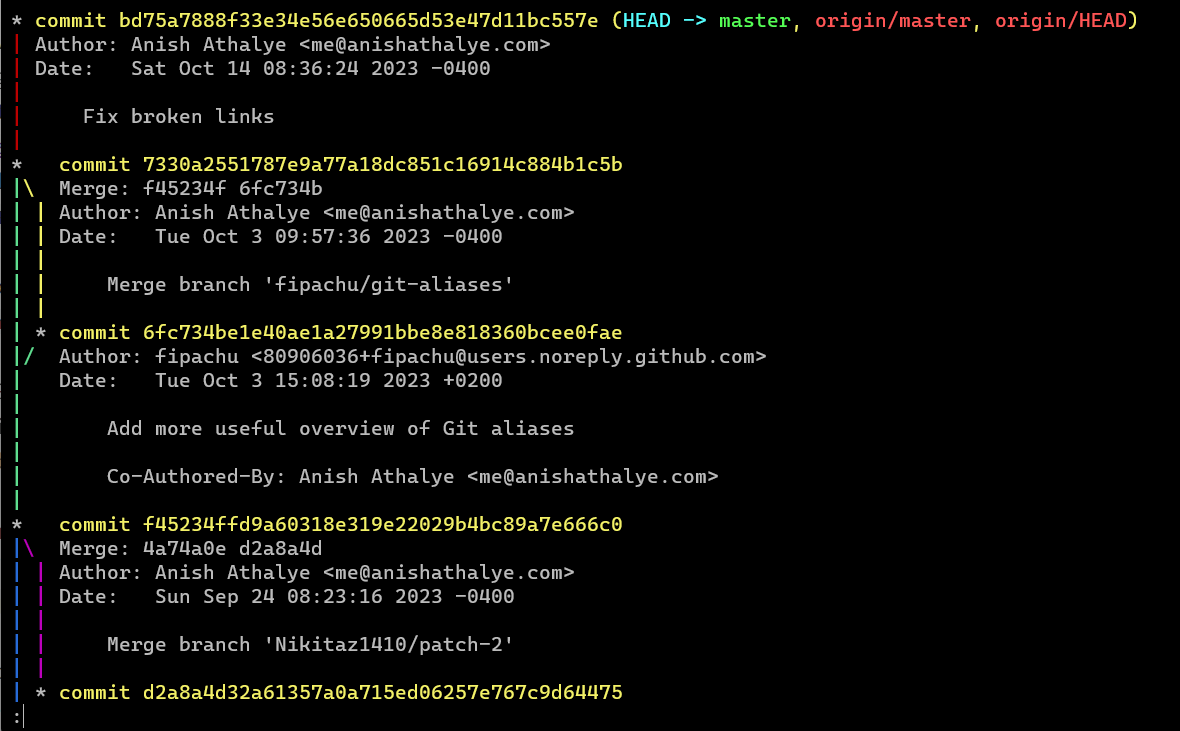 * commit bd75a7888f33e34e56e650665d53e47d11bc557e (HEAD -> master, origin/master, origin/HEAD)
| Author: Anish Athalye <me@anishathalye.com>
| Date:   Sat Oct 14 08:36:24 2023 -0400
|
|     Fix broken links
|
*   commit 7330a2551787e9a77a18dc851c16914c884b1c5b
|\  Merge: f45234f 6fc734b
| | Author: Anish Athalye <me@anishathalye.com>
| | Date:   Tue Oct 3 09:57:36 2023 -0400
| |
| |     Merge branch 'fipachu/git-aliases'
| |
| * commit 6fc734be1e40ae1a27991bbe8e818360bcee0fae
|/  Author: fipachu <80906036+fipachu@users.noreply.github.com>
|   Date:   Tue Oct 3 15:08:19 2023 +0200
|
|       Add more useful overview of Git aliases
|
|       Co-Authored-By: Anish Athalye <me@anishathalye.com>
|
*   commit f45234ffd9a60318e319e22029b4bc89a7e666c0
|\  Merge: 4a74a0e d2a8a4d
| | Author: Anish Athalye <me@anishathalye.com>
| | Date:   Sun Sep 24 08:23:16 2023 -0400
| |
| |     Merge branch 'Nikitaz1410/patch-2'
| |
| * commit d2a8a4d32a61357a0a715ed06257e767c9d64475
: